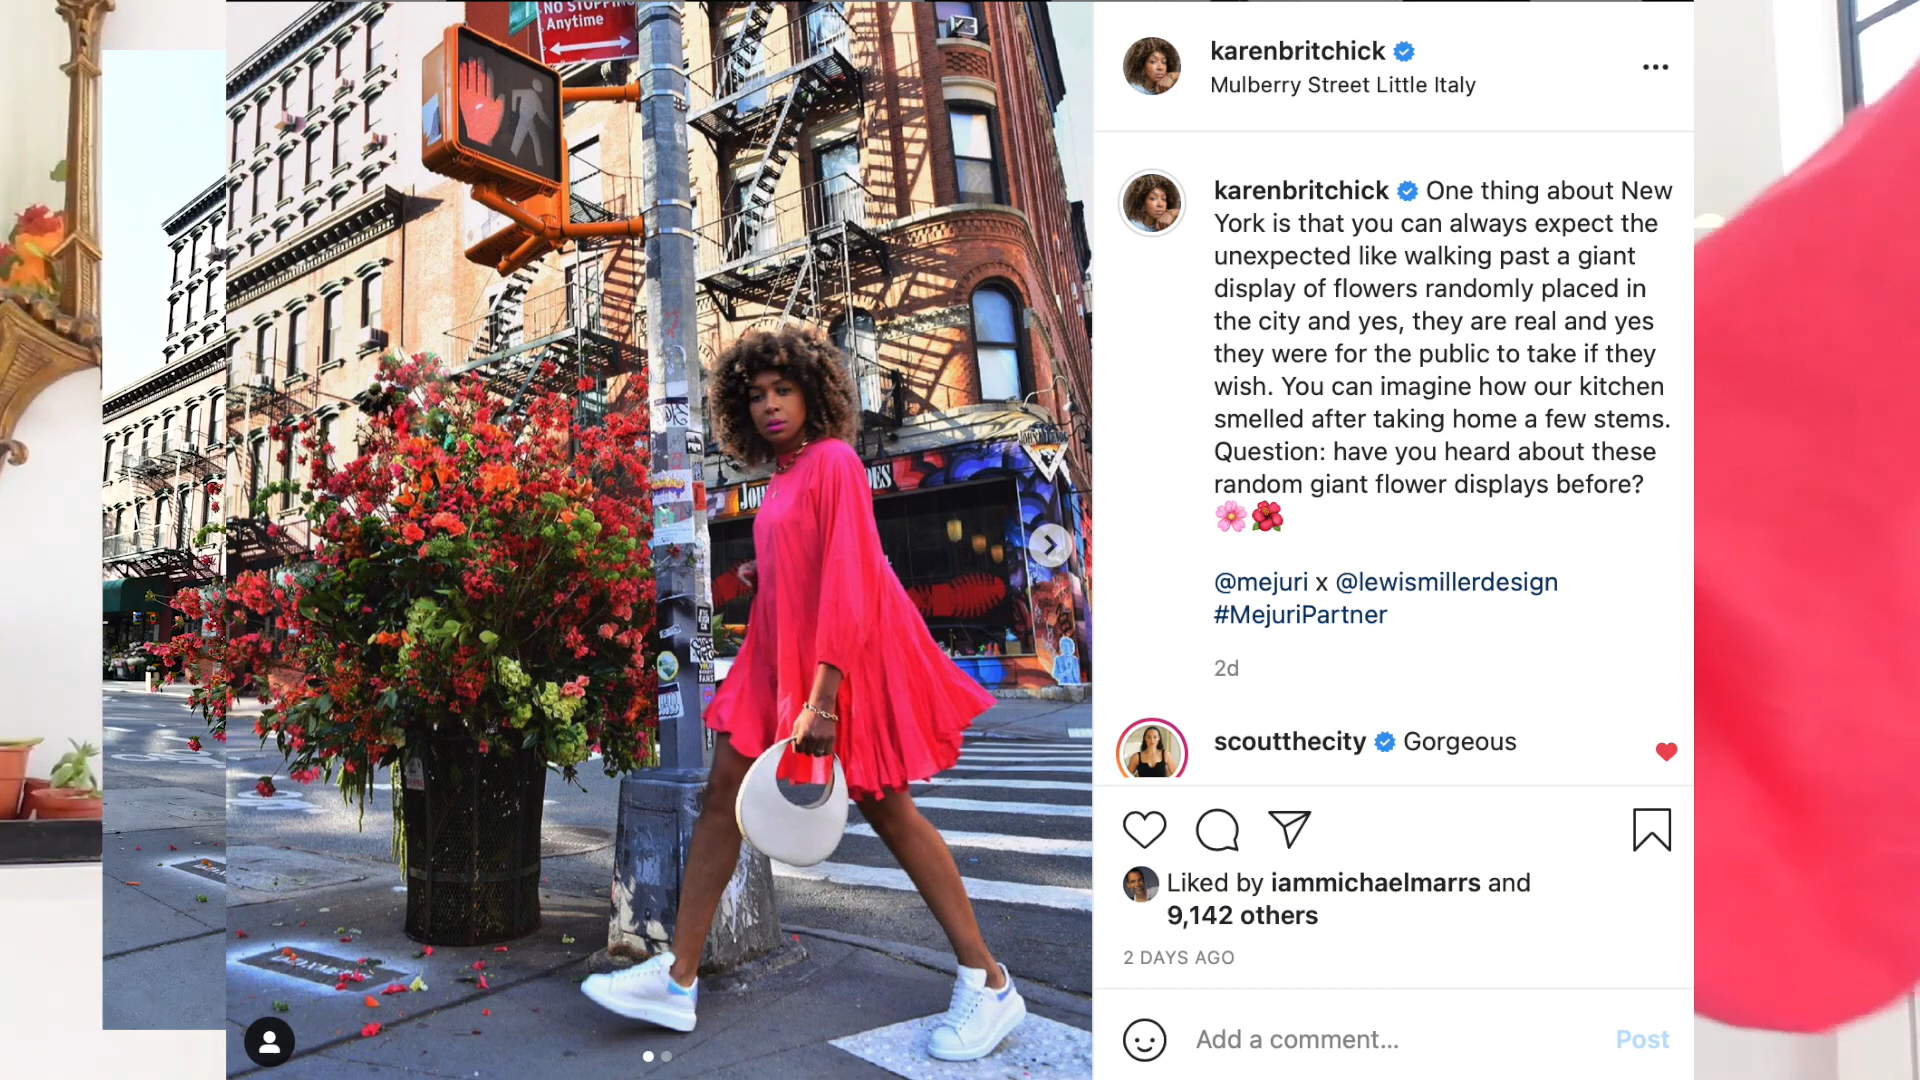 NO STOPPING
Anytime
JOHN
DES
karenbritchick
Mulberry Street Little Italy
karenbritchick One thing about New
York is that you can always expect the
unexpected like walking past a giant
display of flowers randomly placed in
the city and yes, they are real and yes
they were for the public to take if they
wish. You can imagine how our kitchen
smelled after taking home a few stems.
Question: have you heard about these
random giant flower displays before?
🌸🌺
@mejuri x @lewismillerdesign
#MejuriPartner
2d
scoutthecity Gorgeous
Liked by iammichaelmarrs and
9,142 others
2 DAYS AGO
Add a comment...
Post